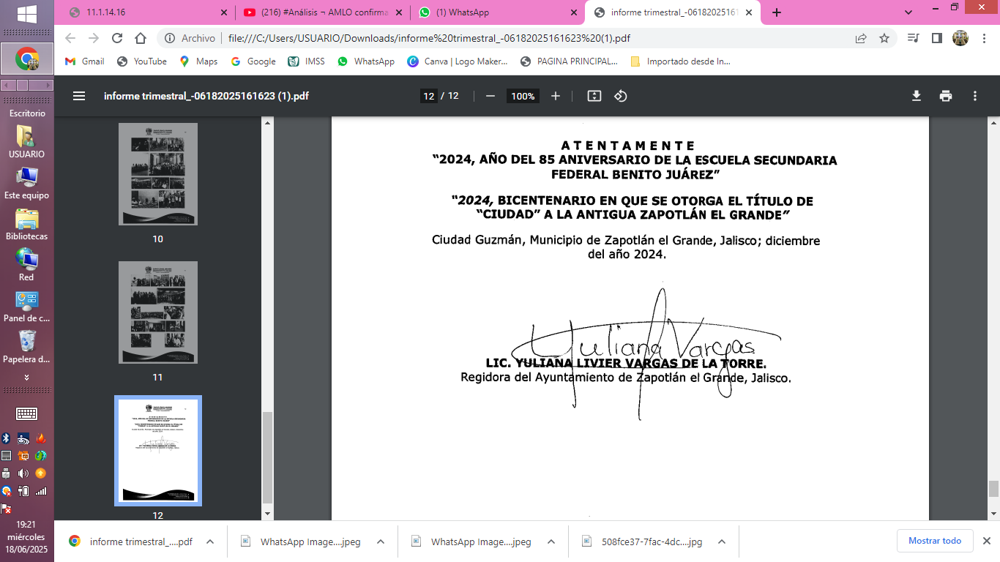 11.1.14.16
(216) #Análisis ¬ AMLO confirma
(1) WhatsApp
informe trimestral_-06182025161
Archivo
file:///C:/Users/USUARIO/Downloads/informe%20trimestral_-06182025161623%20(1).pdf
Gmail
YouTube
Maps
Google
IMSS
WhatsApp
Canva | Logo Maker...
PAGINA PRINCIPAL...
Importado desde In...
informe trimestral_-06182025161623 (1).pdf
12 / 12
100%
Escritorio
USUARIO
Este equipo
Bibliotecas
Red
Panel de c...
Papelera d...
19:21
miércoles
18/06/2025
10
11
12
A T E N T A M E N T E
"2024, AÑO DEL 85 ANIVERSARIO DE LA ESCUELA SECUNDARIA
FEDERAL BENITO JUÁREZ"
"2024, BICENTENARIO EN QUE SE OTORGA EL TÍTULO DE
"CIUDAD" A LA ANTIGUA ZAPOTLÁN EL GRANDE"
Ciudad Guzmán, Municipio de Zapotlán el Grande, Jalisco; diciembre
del año 2024.
Yuliana Vargas
LIC. YULIANA LIVIER VARGAS DE LA TORRE.
Regidora del Ayuntamiento de Zapotlán el Grande, Jalisco.
informe trimestral_....pdf
WhatsApp Image....jpeg
WhatsApp Image....jpeg
508fce37-7fac-4dc....jpg
Mostrar todo